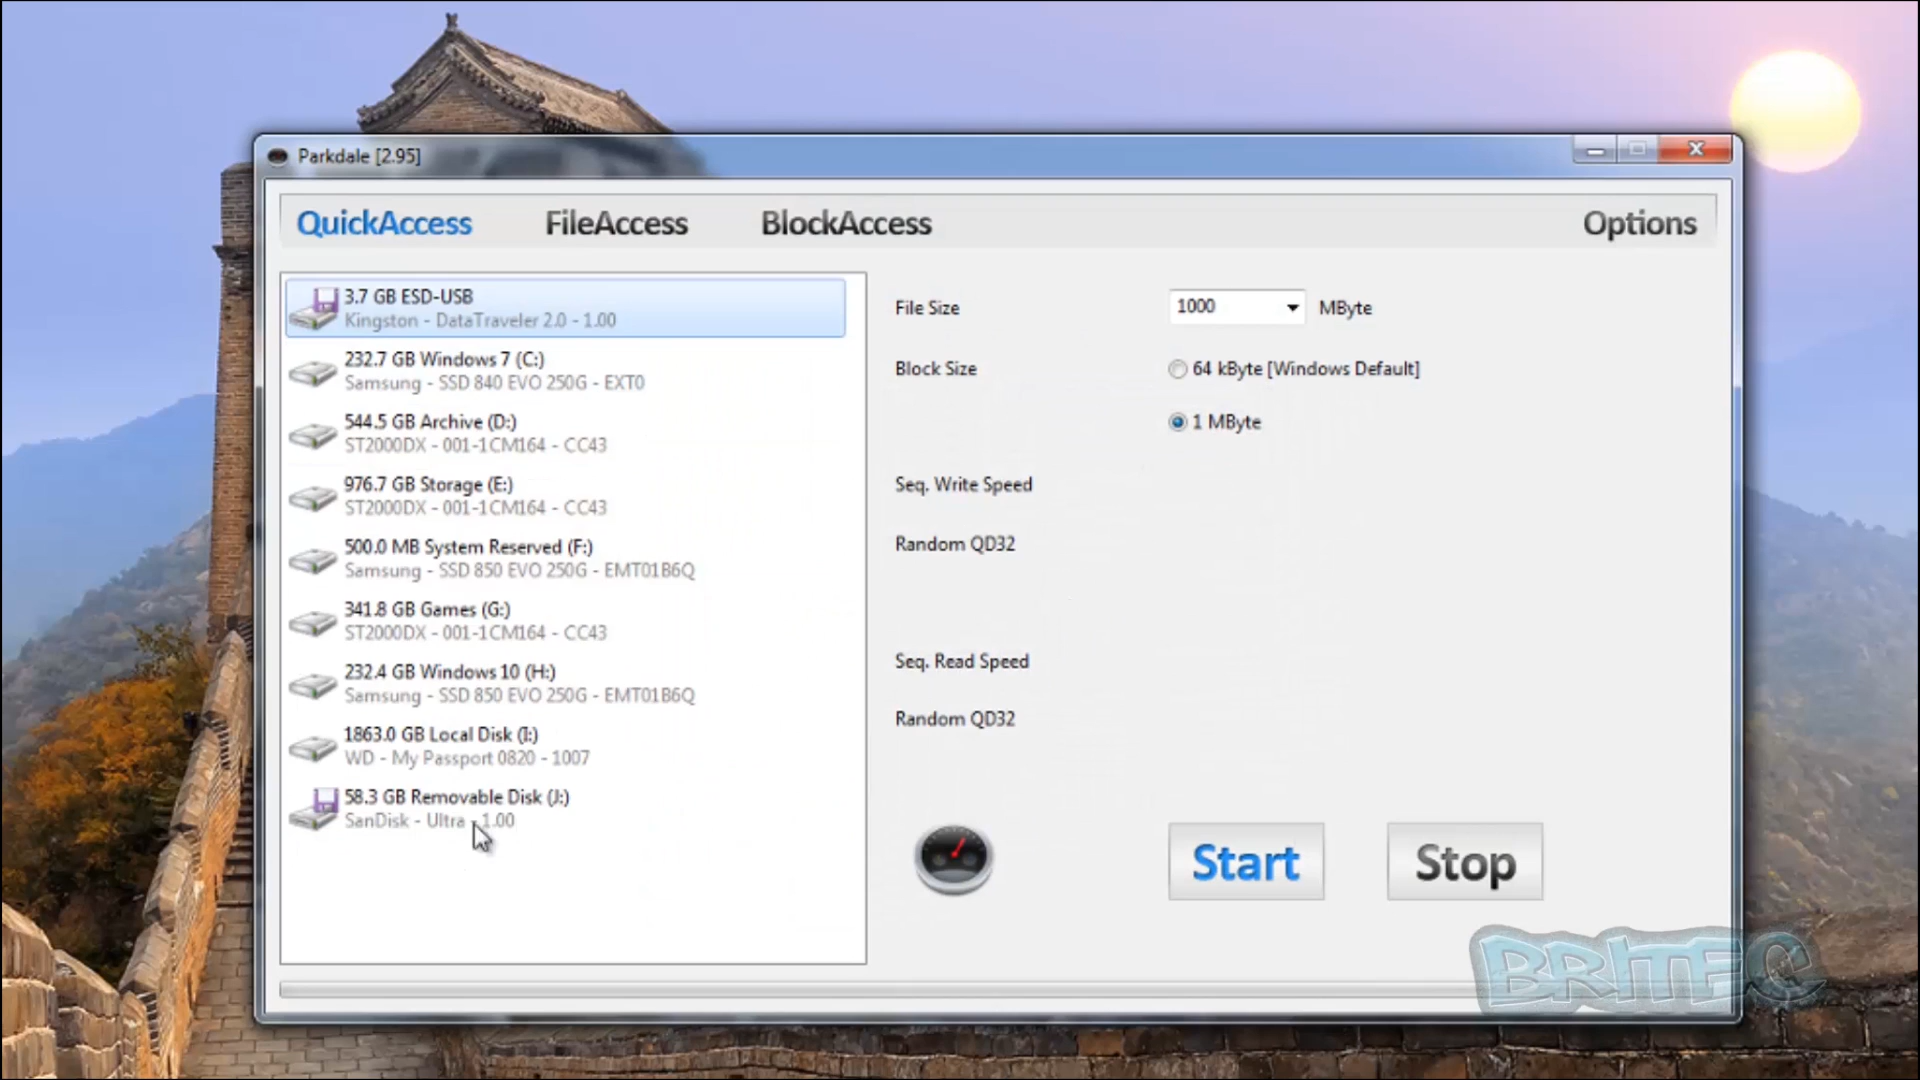 Parkdale [2.95]
QuickAccess
FileAccess
BlockAccess
Options
3.7 GB ESD-USB
Kingston - DataTraveler 2.0 - 1.00
232.7 GB Windows 7 (C:)
Samsung - SSD 840 EVO 250G - EXT0
544.5 GB Archive (D:)
ST2000DX - 001-1CM164 - CC43
976.7 GB Storage (E:)
ST2000DX - 001-1CM164 - CC43
500.0 MB System Reserved (F:)
Samsung - SSD 850 EVO 250G - EMT01B6Q
341.8 GB Games (G:)
ST2000DX - 001-1CM164 - CC43
232.4 GB Windows 10 (H:)
Samsung - SSD 850 EVO 250G - EMT01B6Q
1863.0 GB Local Disk (I:)
WD - My Passport 0820 - 1007
58.3 GB Removable Disk (J:)
SanDisk - Ultra - 1.00
File Size
1000
MByte
Block Size
64 kByte [Windows Default]
1 MByte
Seq. Write Speed
Random QD32
Seq. Read Speed
Random QD32
Start
Stop
BRITEC